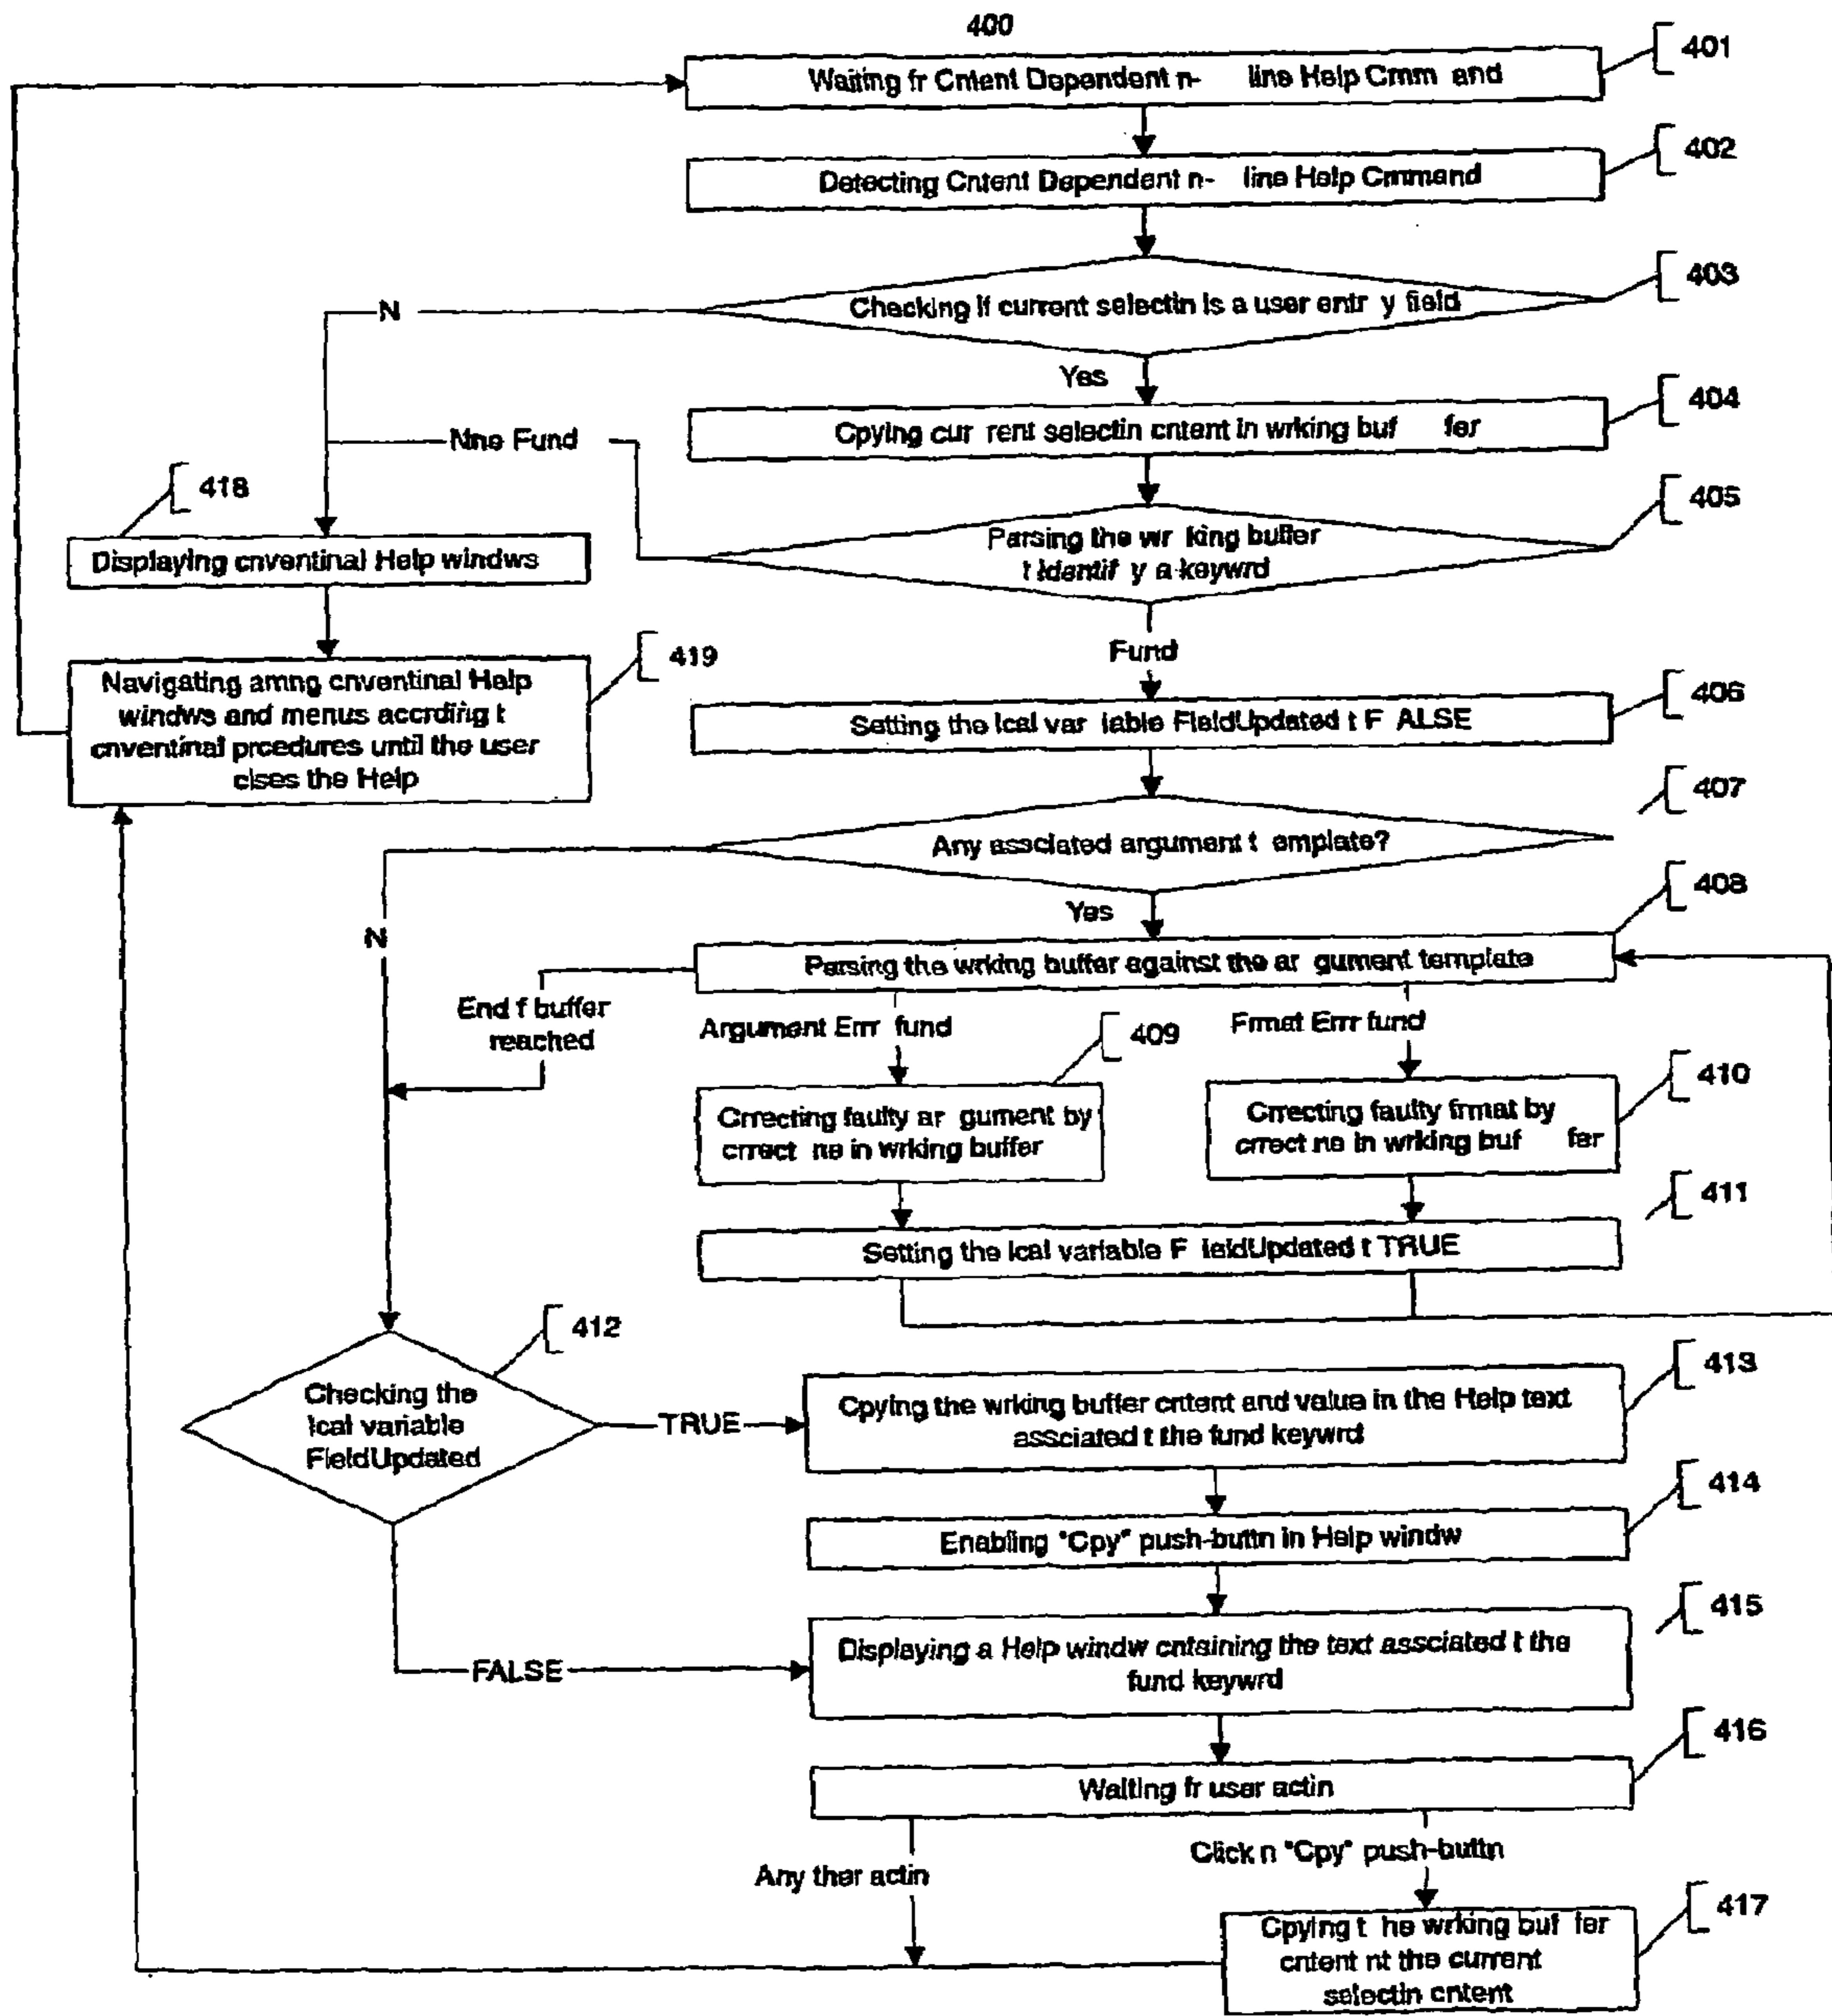 400
401
Waiting fr Cntent Dependent n- line Help Cmm and
402
Detecting Cntent Dependent n- line Help Cmmand
403
Checking if current selectin is a user entr y field
N
Yes
404
Cpying cur rent selectin cntent in wrking buf fer
Nne Fund
405
418
Parsing the wr king buffer
t identif y a keywrd
Displaying cnventinal Help windws
Fund
419
Navigating amng cnventinal Help
windws and menus accrding t
cnventinal prcedures until the user
clses the Help
406
Setting the lcal var iable FieldUpdated t F ALSE
407
Any assciated argument t emplate?
408
Yes
N
Parsing the wrking buffer against the ar gument template
End f buffer
reached
Argument Errr fund
Frmat Errr fund
409
410
Crrecting faulty ar gument by
crrect ne in wrking buffer
Crrecting faulty frmat by
crrect ne in wrking buf fer
411
Setting the lcal variable F ieldUpdated t TRUE
412
413
Checking the
lcal variable
FieldUpdated
TRUE
Cpying the wrking buffer cntent and value in the Help text
assciated t the fund keywrd
414
Enabling "Cpy" push-buttn in Help windw
415
Displaying a Help windw cntaining the text assciated t the
fund keywrd
FALSE
416
Waiting fr user actin
Any ther actin
Click n "Cpy" push-buttn
417
Cpying t he wrking buf fer
cntent nt the current
selectin cntent